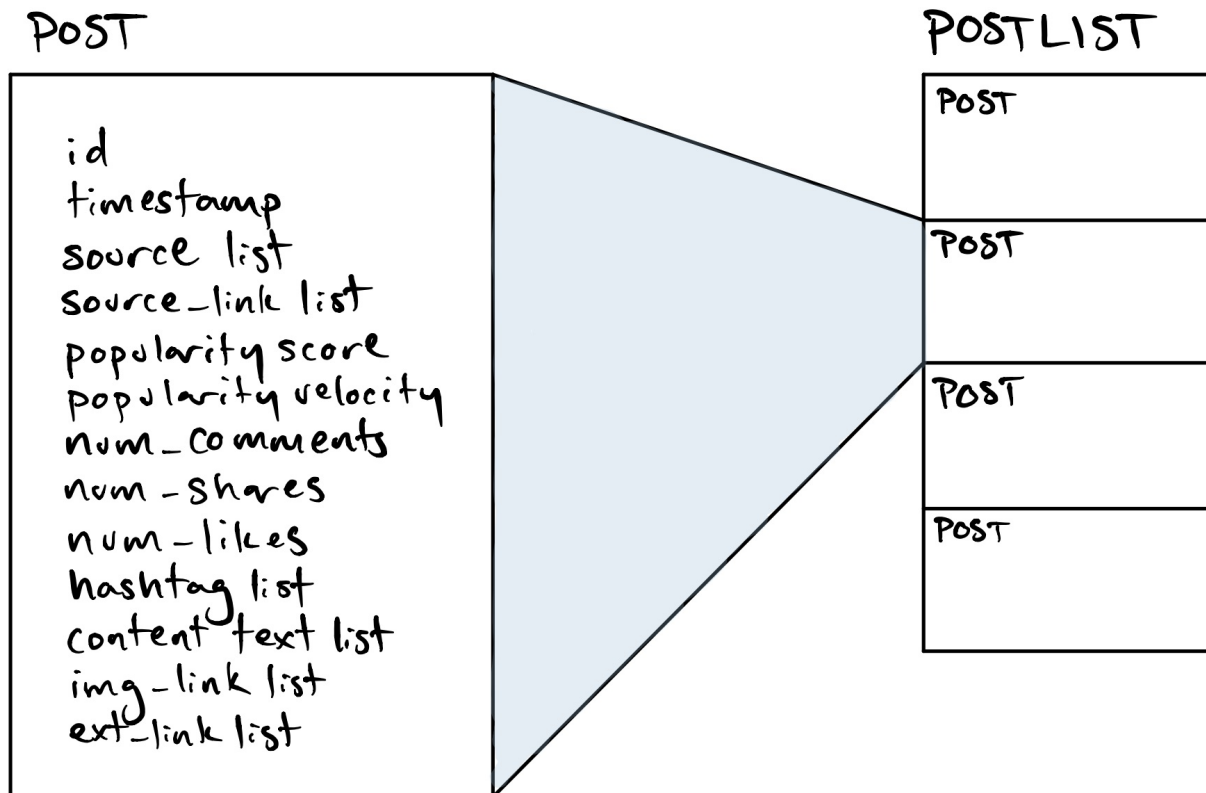 POST
id
timestamp
source list
source_link list
popularity score
popularity velocity
num_comments
num-shares
num-likes
hashtag list
content text list
img-link list
ext-link list
POSTLIST
POST
POST
POST
POST